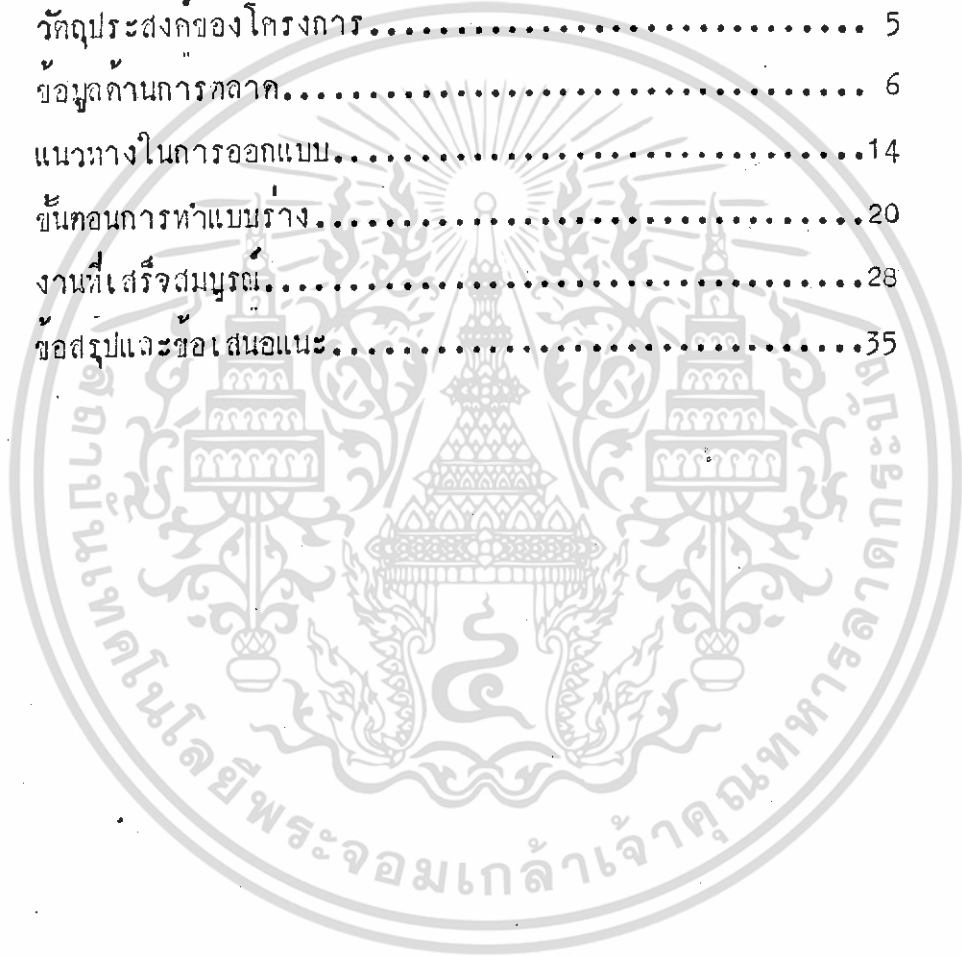 วัตถุประสงค์ของโครงการ............................ 5
ข้อมูลด้านการตลาด................................. 6
แนวทางในการออกแบบ..............................14
ขั้นตอนการทำแบบร่าง...............................20
งานที่เสร็จสมบูรณ์..................................28
ข้อสรุปและข้อเสนอแนะ..............................35
สถาบันเทคโนโลยีพระจอมเกล้าเจ้าคุณทหารลาดกระบัง
๔